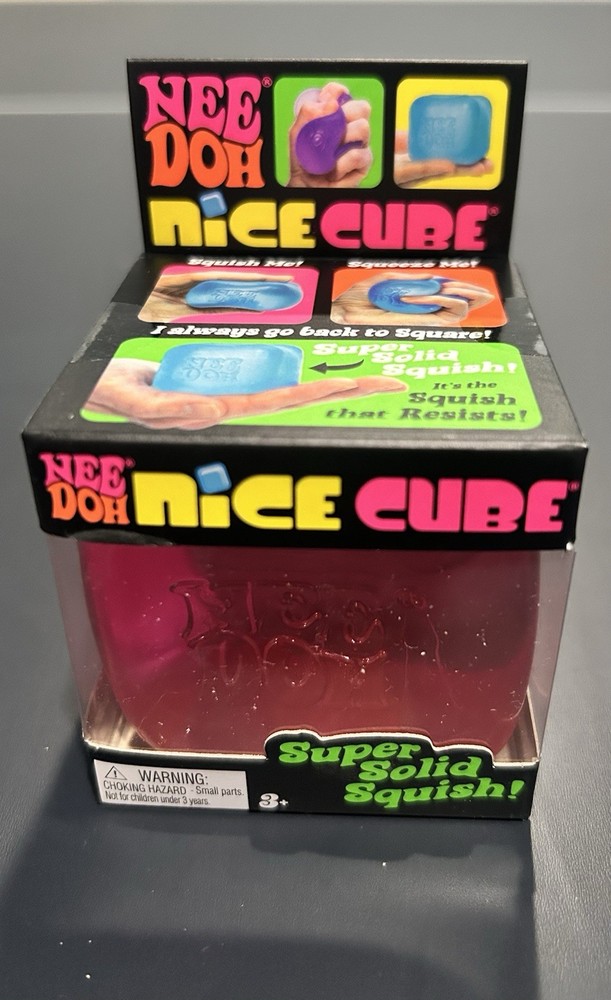 NEE®
DOH
NiCE CUBE®
Squish Me! Squeeze Me!
I always go back to Square!
Super
Solid
Squish!
It's the
Squish
that Resists!
NEE®
DOH NiCE CUBE®
Nee
DOH
Super
Solid
Squish!
WARNING:
CHOKING HAZARD - Small parts.
Not for children under 3 years.
3+